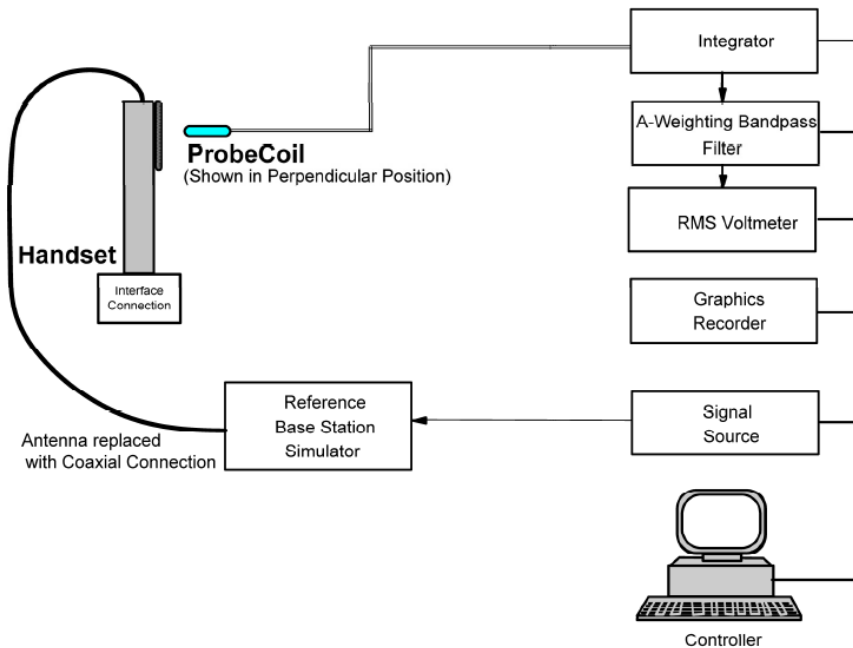 Integrator
A-Weighting Bandpass
Filter
ProbeCoil
(Shown in Perpendicular Position)
RMS Voltmeter
Handset
Interface
Connection
Graphics
Recorder
Reference
Base Station
Simulator
Signal
Source
Antenna replaced
with Coaxial Connection
Controller